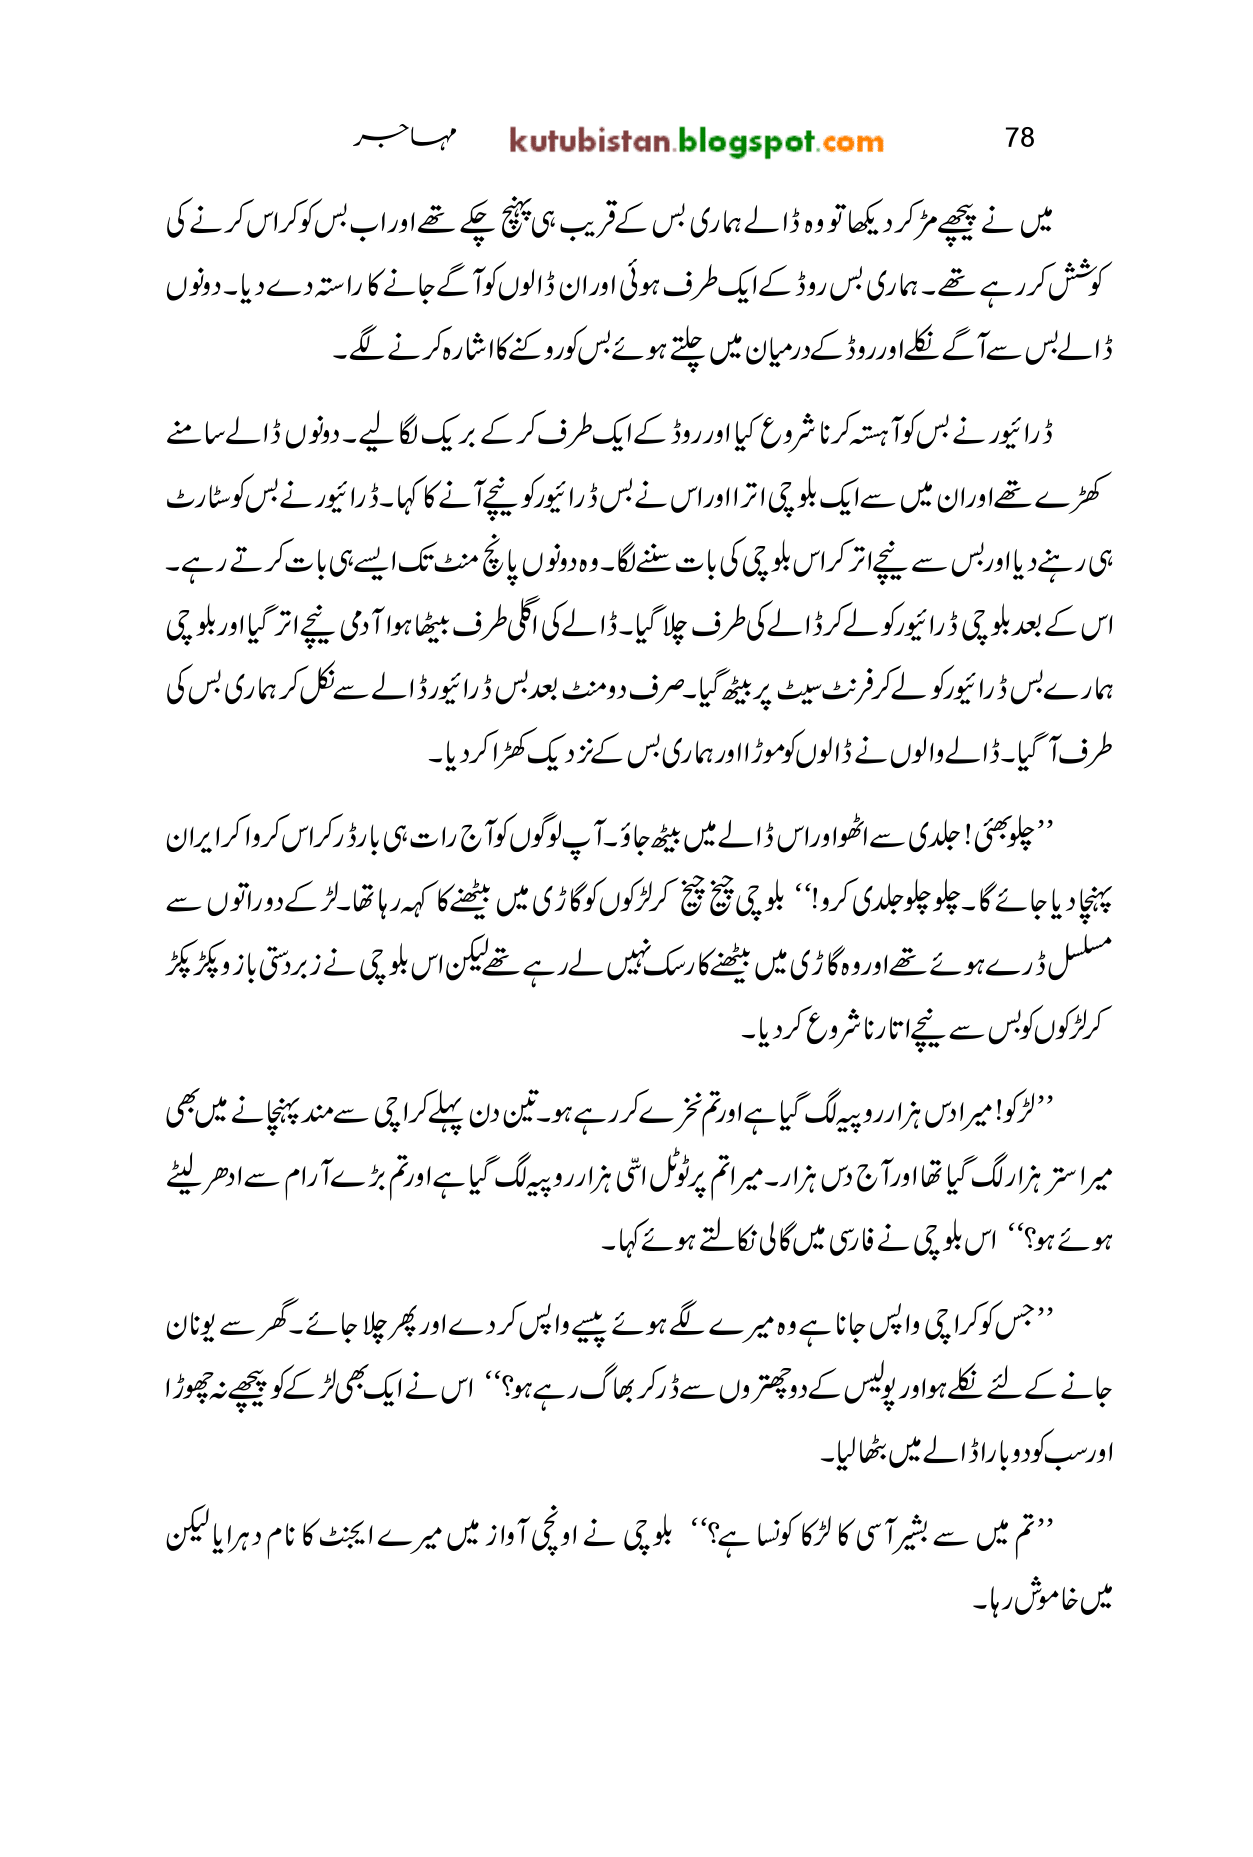 78 kutubistan.blogspot.com مہاجر
میں نے پیچھے مڑ کر دیکھا تو وہ ڈالے ہماری بس کے قریب ہی پہنچ چکے تھے اور اب بس کو کراس کرنے کی
کوشش کر رہے تھے۔ ہماری بس روڈ کے ایک طرف ہوئی اور ان ڈالوں کو آگے جانے کا راستہ دے دیا۔ دونوں
ڈالے بس سے آگے نکلے اور روڈ کے درمیان میں چلتے ہوئے بس کو روکنے کا اشارہ کرنے لگے۔
ڈرائیور نے بس کو آہستہ کرنا شروع کیا اور روڈ کے ایک طرف کر کے بریک لگا لیے۔ دونوں ڈالے سامنے
کھڑے تھے اور ان میں سے ایک بلوچی اترا اور اس نے بس ڈرائیور کو نیچے آنے کا کہا۔ ڈرائیور نے بس کو سٹارٹ
ہی رہنے دیا اور بس سے نیچے اتر کر اس بلوچی کی بات سننے لگا۔ وہ دونوں پانچ منٹ تک ایسے ہی بات کرتے رہے۔
اس کے بعد بلوچی ڈرائیور کو لے کر ڈالے کی طرف چلا گیا۔ ڈالے کی اگلی طرف بیٹھا ہوا آدمی نیچے اتر گیا اور بلوچی
ہمارے بس ڈرائیور کو لے کر فرنٹ سیٹ پر بیٹھ گیا۔ صرف دو منٹ بعد بس ڈرائیور ڈالے سے نکل کر ہماری بس کی
طرف آ گیا۔ ڈالے والوں نے ڈالوں کو موڑا اور ہماری بس کے نزدیک کھڑا کر دیا۔
’’چلو بھئی! جلدی سے اٹھو اور اس ڈالے میں بیٹھ جاؤ۔ آپ لوگوں کو آج رات ہی بارڈر کراس کروا کر ایران
پہنچا دیا جائے گا۔ چلو چلو جلدی کرو!‘‘ بلوچی چیخ چیخ کر لڑکوں کو گاڑی میں بیٹھنے کا کہہ رہا تھا۔ لڑکے دو راتوں سے
مسلسل ڈرے ہوئے تھے اور وہ گاڑی میں بیٹھنے کا رسک نہیں لے رہے تھے لیکن اس بلوچی نے زبردستی بازو پکڑ پکڑ
کر لڑکوں کو بس سے نیچے اتارنا شروع کر دیا۔
’’لڑکو! میرا دس ہزار روپیہ لگ گیا ہے اور تم نخرے کر رہے ہو۔ تین دن پہلے کراچی سے مند پہنچانے میں بھی
میرا ستر ہزار لگ گیا تھا اور آج دس ہزار۔ میرا تم پر ٹوٹل اسّی ہزار روپیہ لگ گیا ہے اور تم بڑے آرام سے ادھر لیٹے
ہوئے ہو؟‘‘ اس بلوچی نے فارسی میں گالی نکالتے ہوئے کہا۔
’’جس کو کراچی واپس جانا ہے وہ میرے لگے ہوئے پیسے واپس کر دے اور پھر چلا جائے۔ گھر سے یونان
جانے کے لئے نکلے ہو اور پولیس کے دو چھتروں سے ڈر کر بھاگ رہے ہو؟‘‘ اس نے ایک بھی لڑکے کو پیچھے نہ چھوڑا
اور سب کو دوبارا ڈالے میں بٹھا لیا۔
’’تم میں سے بشیر آسی کا لڑکا کونسا ہے؟‘‘ بلوچی نے اونچی آواز میں میرے ایجنٹ کا نام دہرایا لیکن
میں خاموش رہا۔